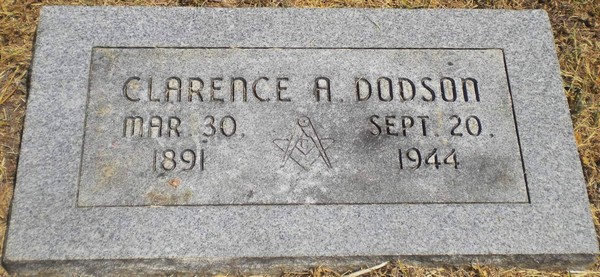 CLARENCE A. DODSON
MAR. 30. SEPT. 20.
1891 G 1944